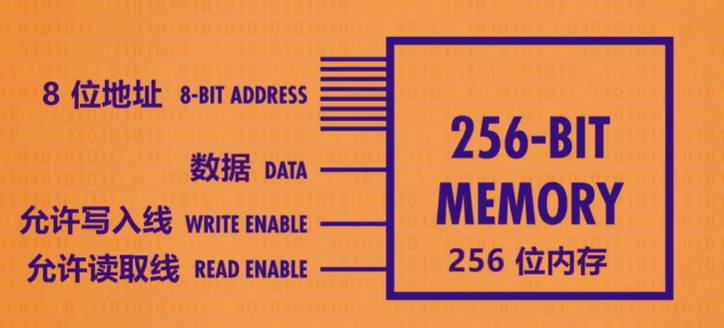 8 位地址 8-BIT ADDRESS
数据 DATA
允许写入线 WRITE ENABLE
允许读取线 READ ENABLE
256-BIT
MEMORY
256 位内存